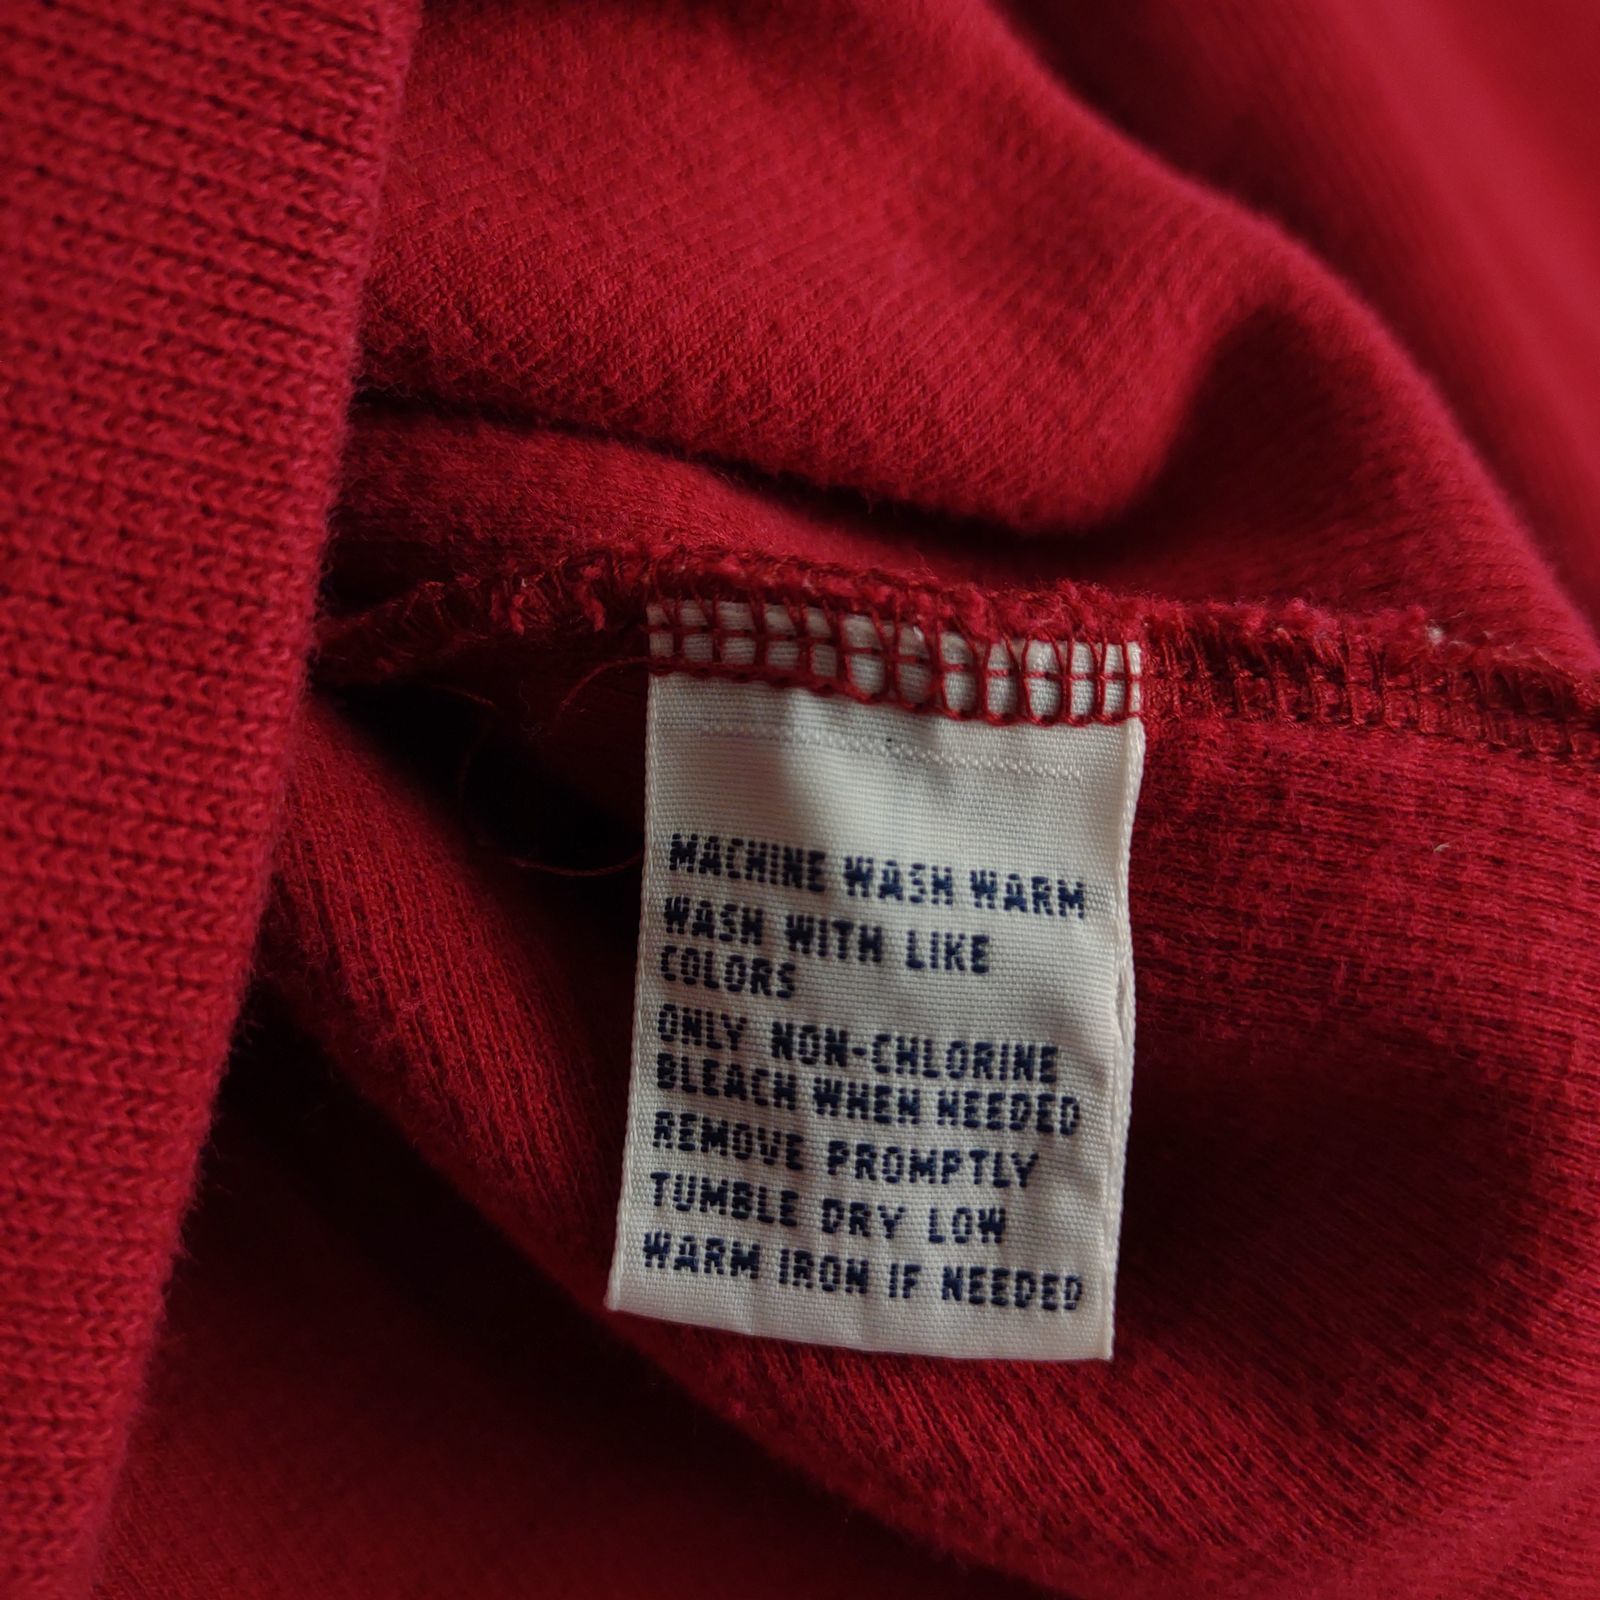 MACHINE WASH WARM
WASH WITH LIKE
COLORS
ONLY NON-CHLORINE
BLEACH WHEN NEEDED
REMOVE PROMPTLY
TUMBLE DRY LOW
WARM IRON IF NEEDED